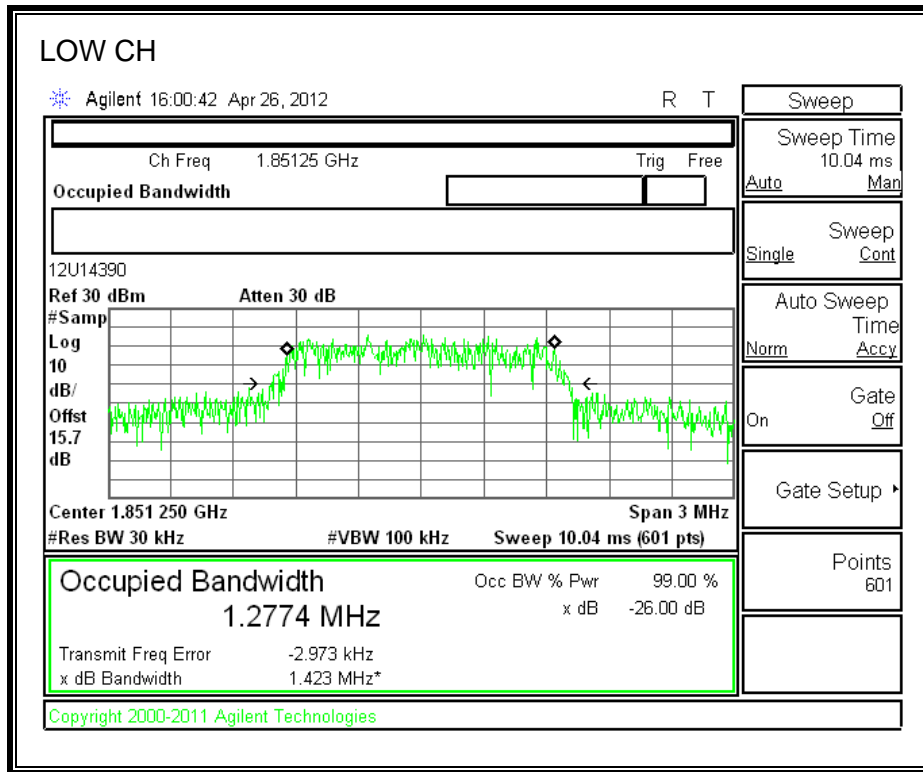 LOW CH
Agilent 16:00:42 Apr 26, 2012 R T
Ch Freq 1.85125 GHz Trig Free
Occupied Bandwidth
12U14390
Ref 30 dBm Atten 30 dB
#Samp
Log
10
dB/
Offst
15.7
dB
Center 1.851 250 GHz Span 3 MHz
#Res BW 30 kHz #VBW 100 kHz Sweep 10.04 ms (601 pts)
Occupied Bandwidth Occ BW % Pwr 99.00 %
1.2774 MHz x dB -26.00 dB
Transmit Freq Error -2.973 kHz
x dB Bandwidth 1.423 MHz*
Copyright 2000-2011 Agilent Technologies
Sweep
Sweep Time
10.04 ms
Auto Man
Sweep
Single Cont
Auto Sweep
Time
Norm Accy
Gate
On Off
Gate Setup
Points
601